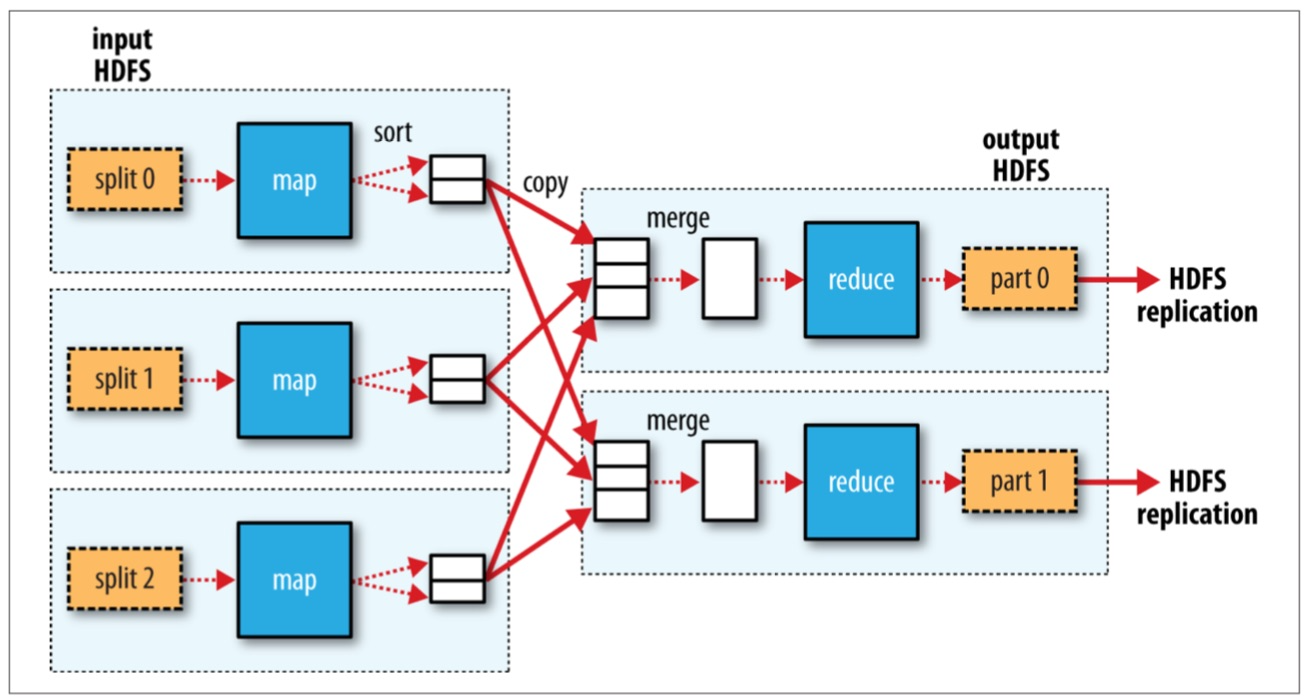 input
HDFS
split 0
map
sort
copy
split 1
map
split 2
map
output
HDFS
merge
reduce
part 0
HDFS
replication
merge
reduce
part 1
HDFS
replication